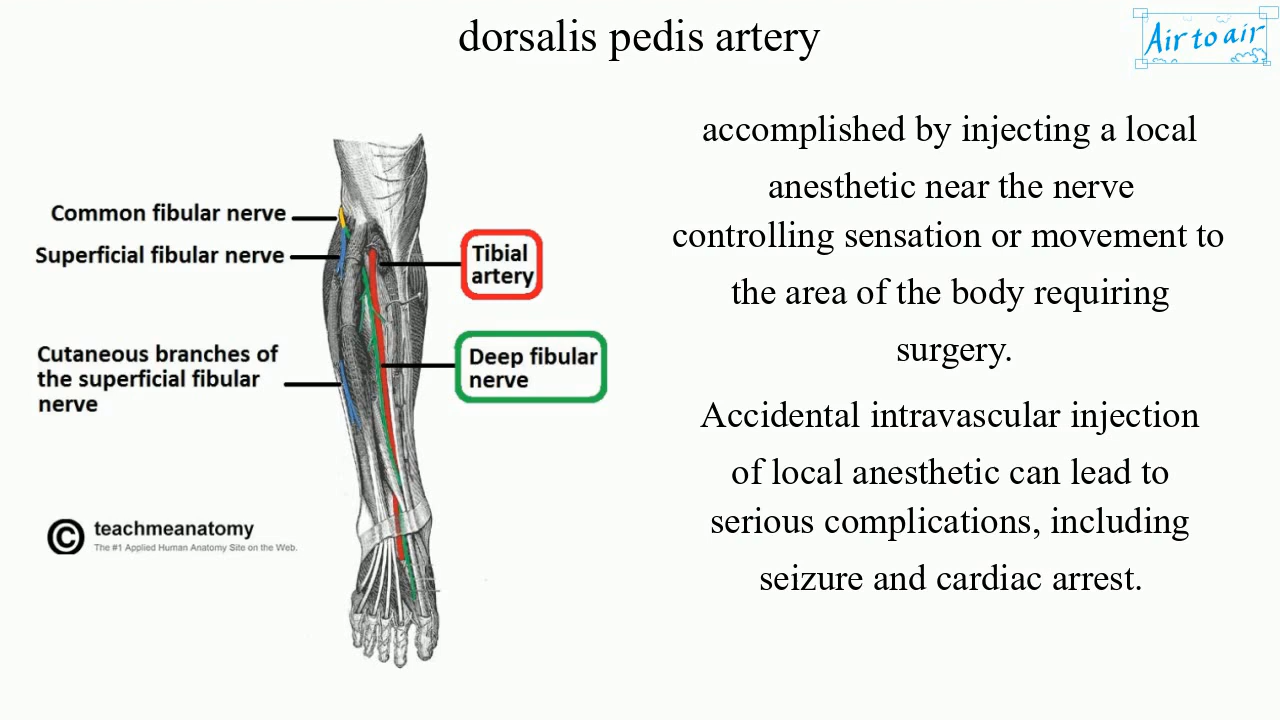 dorsalis pedis artery
Air to air
Common fibular nerve
Superficial fibular nerve
Cutaneous branches of
the superficial fibular
nerve
Tibial
artery
Deep fibular
nerve
© teachmeanatomy
The #1 Applied Human Anatomy Site on the Web.
accomplished by injecting a local
anesthetic near the nerve
controlling sensation or movement to
the area of the body requiring
surgery.
Accidental intravascular injection
of local anesthetic can lead to
serious complications, including
seizure and cardiac arrest.